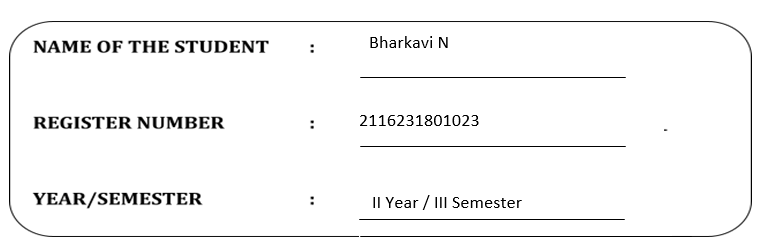 NAME OF THE STUDENT : Bharkavi N
REGISTER NUMBER : 2116231801023
YEAR/SEMESTER : II Year / III Semester